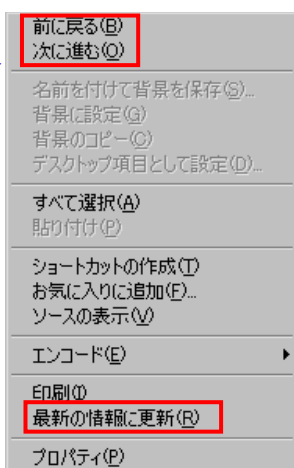 前に戻る(B)
次に進む(O)
名前を付けて背景を保存(S)...
背景に設定(G)
背景のコピー(C)
デスクトップ項目として設定(D)...
すべて選択(A)
貼り付け(P)
ショートカットの作成(T)
お気に入りに追加(F)...
ソースの表示(V)
エンコード(E)
印刷(I)
最新の情報に更新(R)
プロパティ(P)